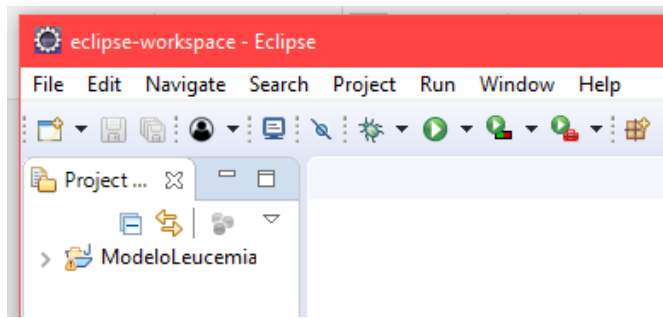 eclipse-workspace - Eclipse
File Edit Navigate Search Project Run Window Help
Project ...
ModeloLeucemia